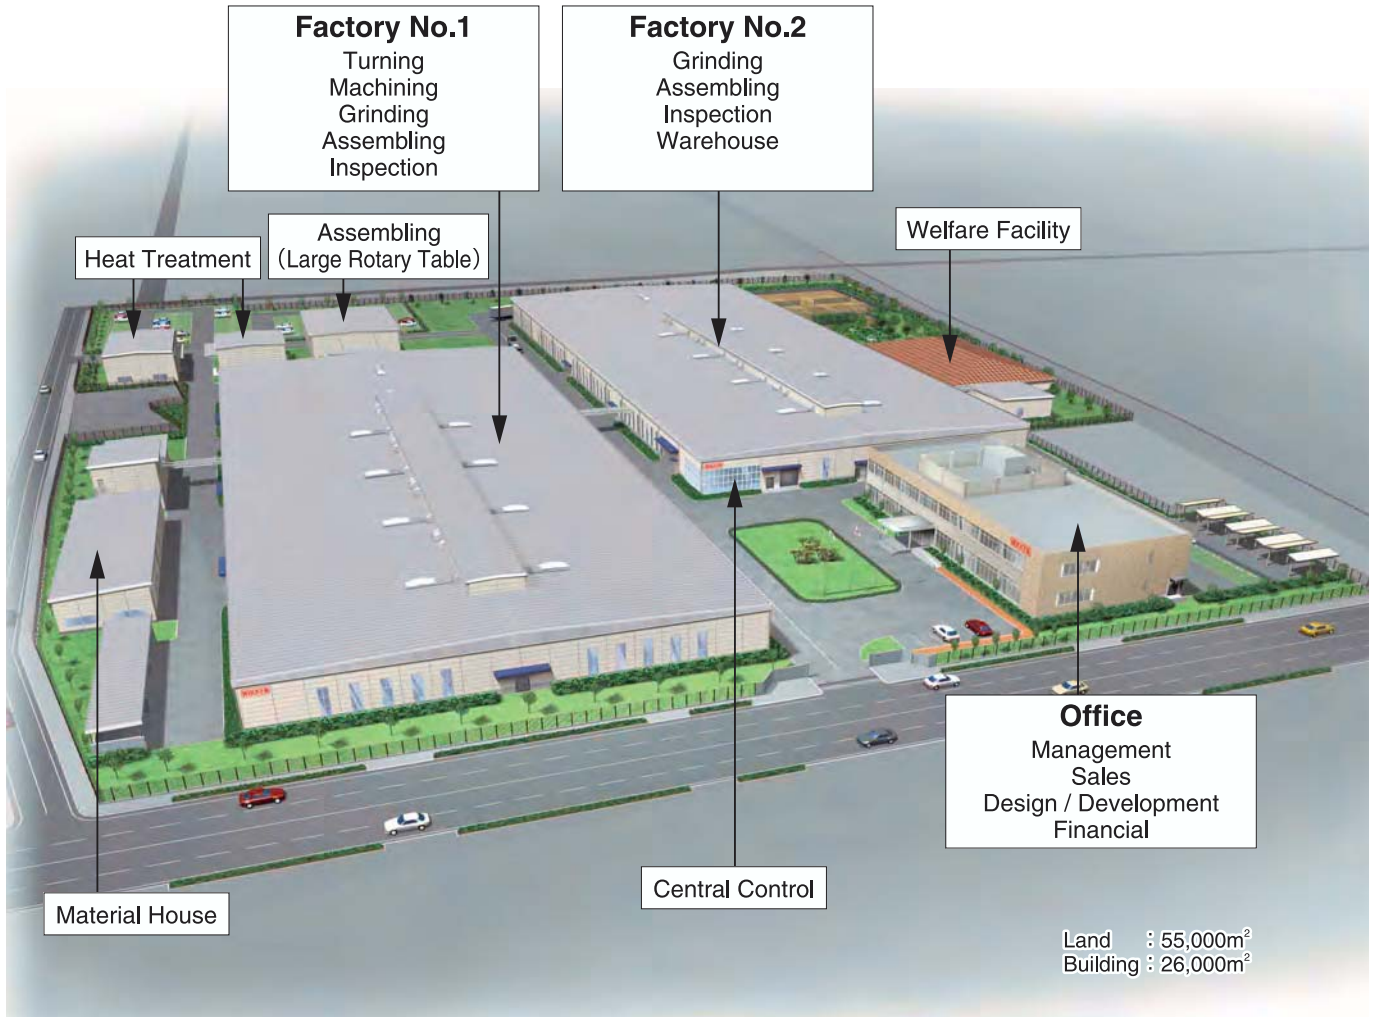 Factory No.1
Turning
Machining
Grinding
Assembling
Inspection
Factory No.2
Grinding
Assembling
Inspection
Warehouse
Heat Treatment
Assembling
(Large Rotary Table)
Welfare Facility
Office
Management
Sales
Design / Development
Financial
Central Control
Material House
Land : 55,000m²
Building : 26,000m²